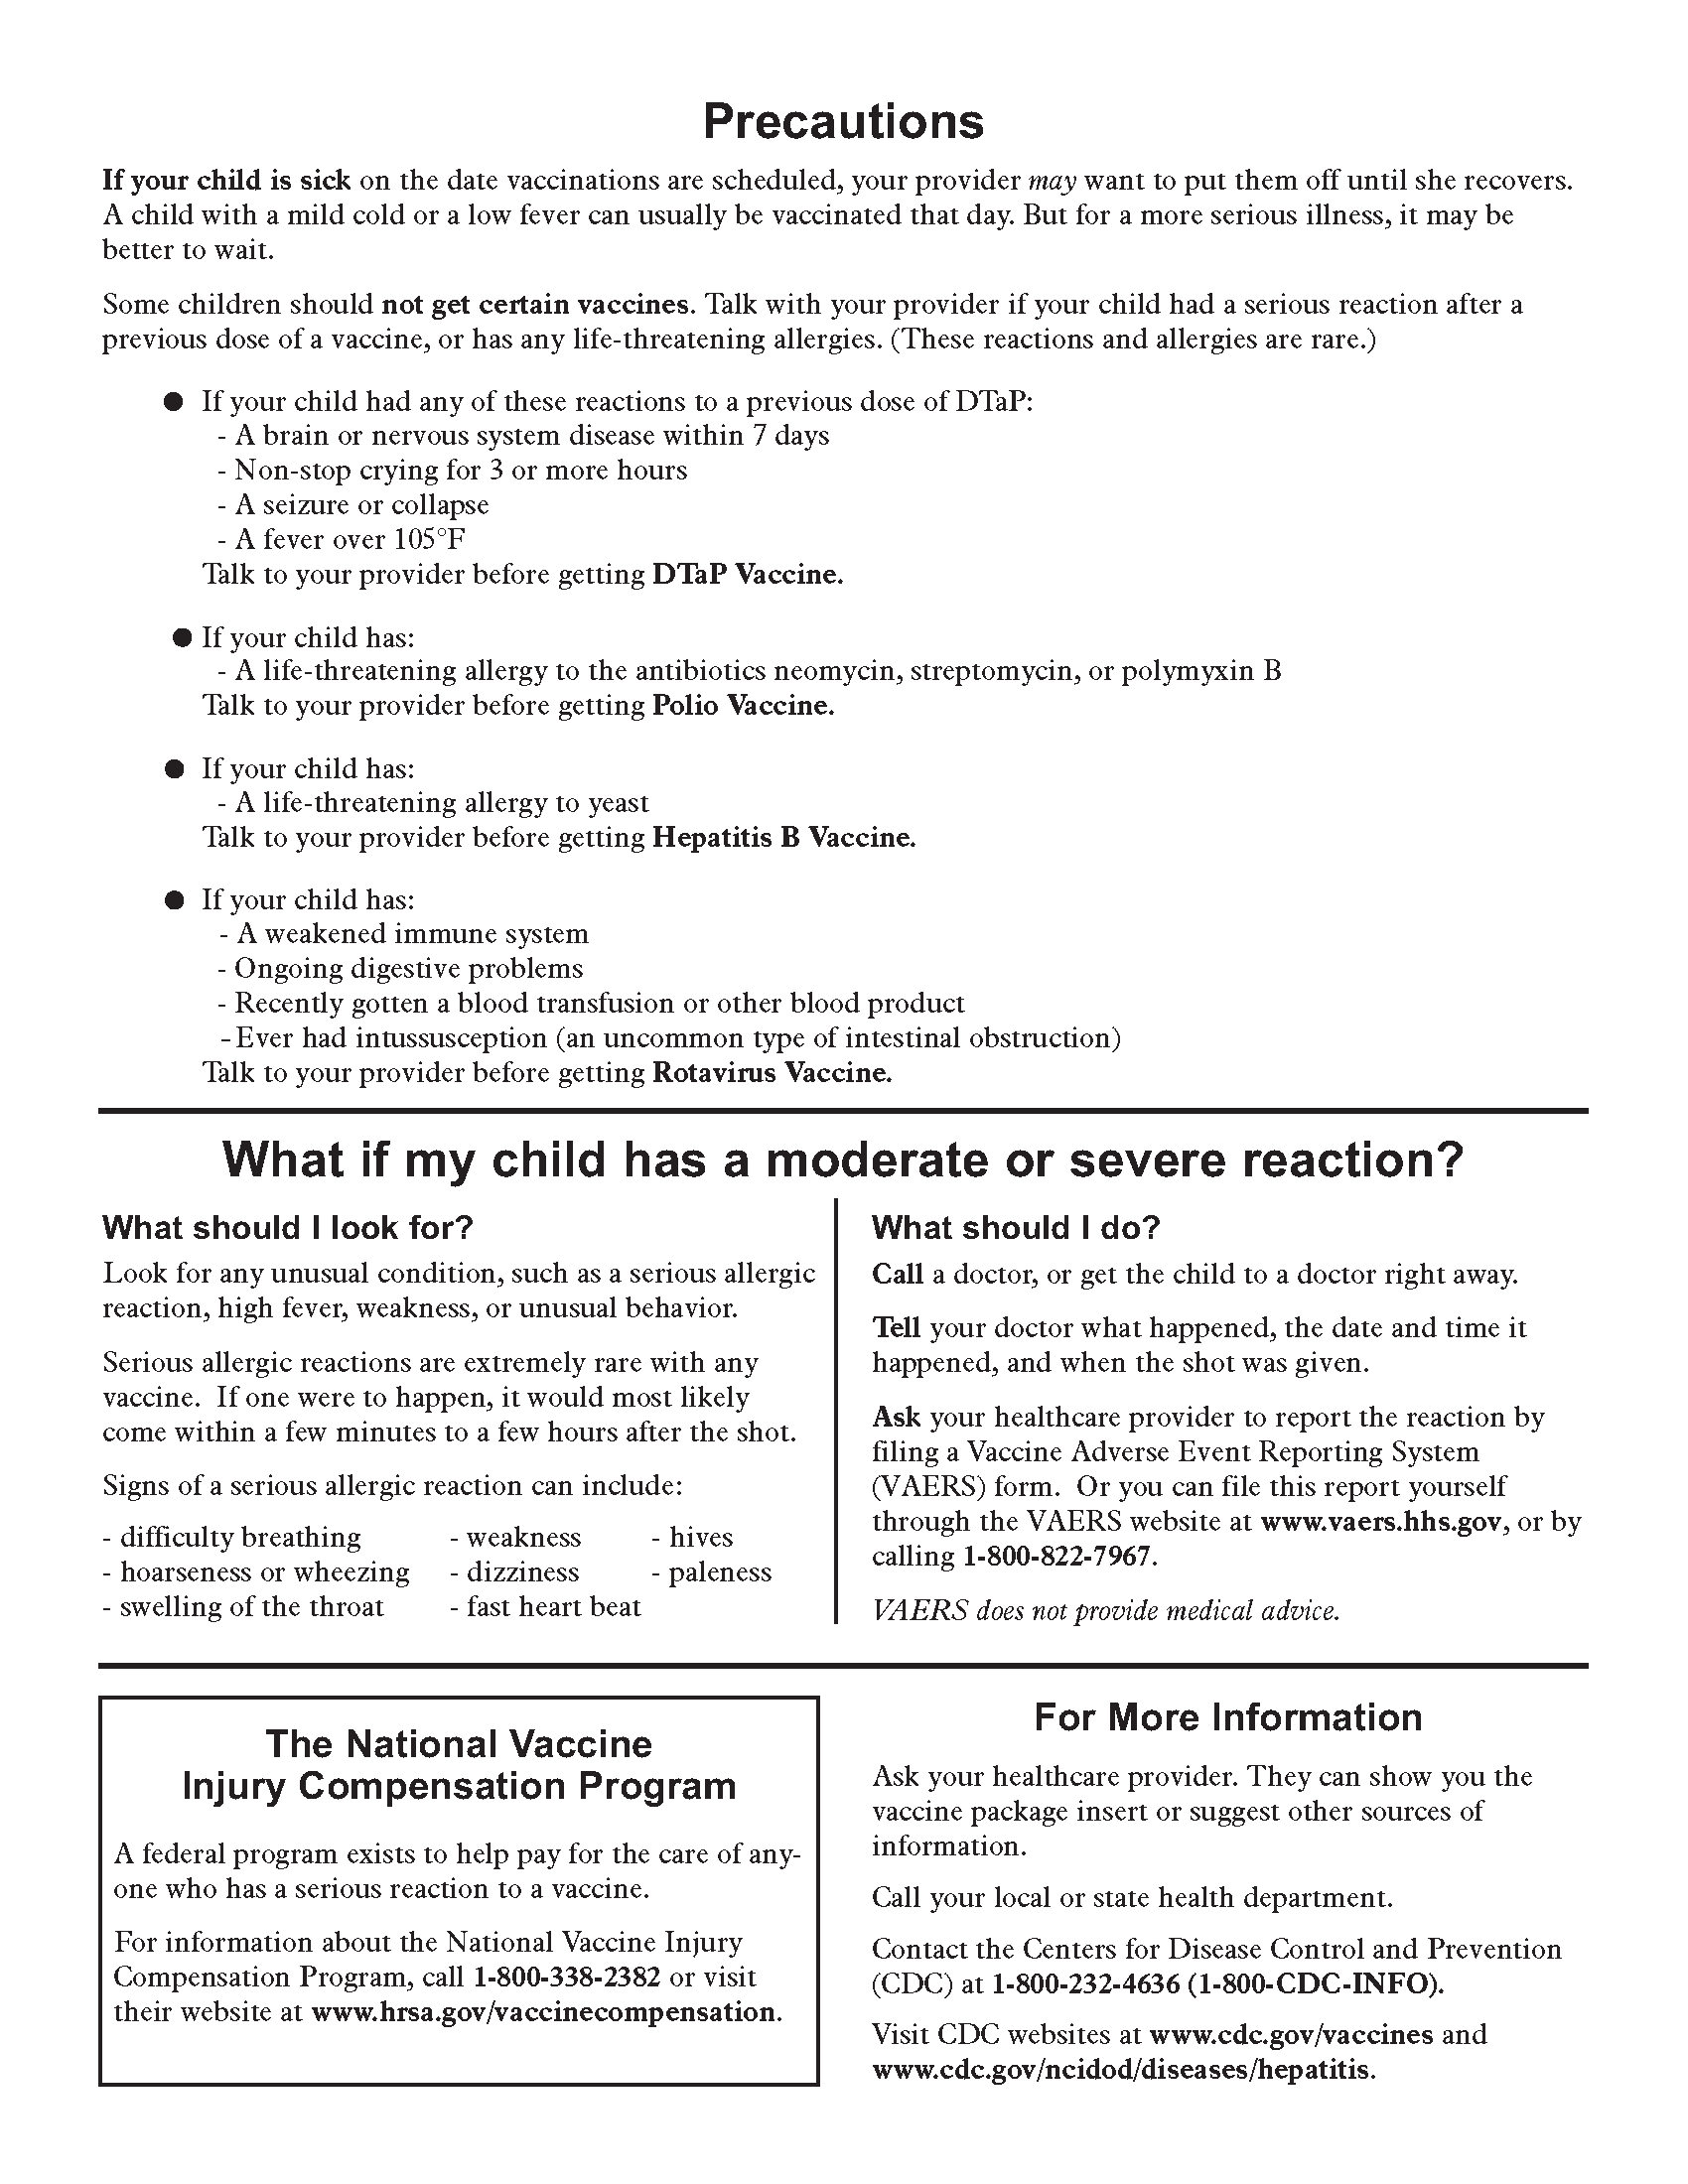 Precautions
If your child is sick on the date vaccinations are scheduled, your provider may want to put them off until she recovers.
A child with a mild cold or a low fever can usually be vaccinated that day. But for a more serious illness, it may be
better to wait.
Some children should not get certain vaccines. Talk with your provider if your child had a serious reaction after a
previous dose of a vaccine, or has any life-threatening allergies. (These reactions and allergies are rare.)
● If your child had any of these reactions to a previous dose of DTaP:
- A brain or nervous system disease within 7 days
- Non-stop crying for 3 or more hours
- A seizure or collapse
- A fever over 105°F
Talk to your provider before getting DTaP Vaccine.
● If your child has:
- A life-threatening allergy to the antibiotics neomycin, streptomycin, or polymyxin B
Talk to your provider before getting Polio Vaccine.
● If your child has:
- A life-threatening allergy to yeast
Talk to your provider before getting Hepatitis B Vaccine.
● If your child has:
- A weakened immune system
- Ongoing digestive problems
- Recently gotten a blood transfusion or other blood product
- Ever had intussusception (an uncommon type of intestinal obstruction)
Talk to your provider before getting Rotavirus Vaccine.
What if my child has a moderate or severe reaction?
What should I look for?
Look for any unusual condition, such as a serious allergic
reaction, high fever, weakness, or unusual behavior.
Serious allergic reactions are extremely rare with any
vaccine. If one were to happen, it would most likely
come within a few minutes to a few hours after the shot.
Signs of a serious allergic reaction can include:
- difficulty breathing - weakness - hives
- hoarseness or wheezing - dizziness - paleness
- swelling of the throat - fast heart beat
What should I do?
Call a doctor, or get the child to a doctor right away.
Tell your doctor what happened, the date and time it
happened, and when the shot was given.
Ask your healthcare provider to report the reaction by
filing a Vaccine Adverse Event Reporting System
(VAERS) form. Or you can file this report yourself
through the VAERS website at www.vaers.hhs.gov, or by
calling 1-800-822-7967.
VAERS does not provide medical advice.
The National Vaccine
Injury Compensation Program
A federal program exists to help pay for the care of any-
one who has a serious reaction to a vaccine.
For information about the National Vaccine Injury
Compensation Program, call 1-800-338-2382 or visit
their website at www.hrsa.gov/vaccinecompensation.
For More Information
Ask your healthcare provider. They can show you the
vaccine package insert or suggest other sources of
information.
Call your local or state health department.
Contact the Centers for Disease Control and Prevention
(CDC) at 1-800-232-4636 (1-800-CDC-INFO).
Visit CDC websites at www.cdc.gov/vaccines and
www.cdc.gov/ncidod/diseases/hepatitis.